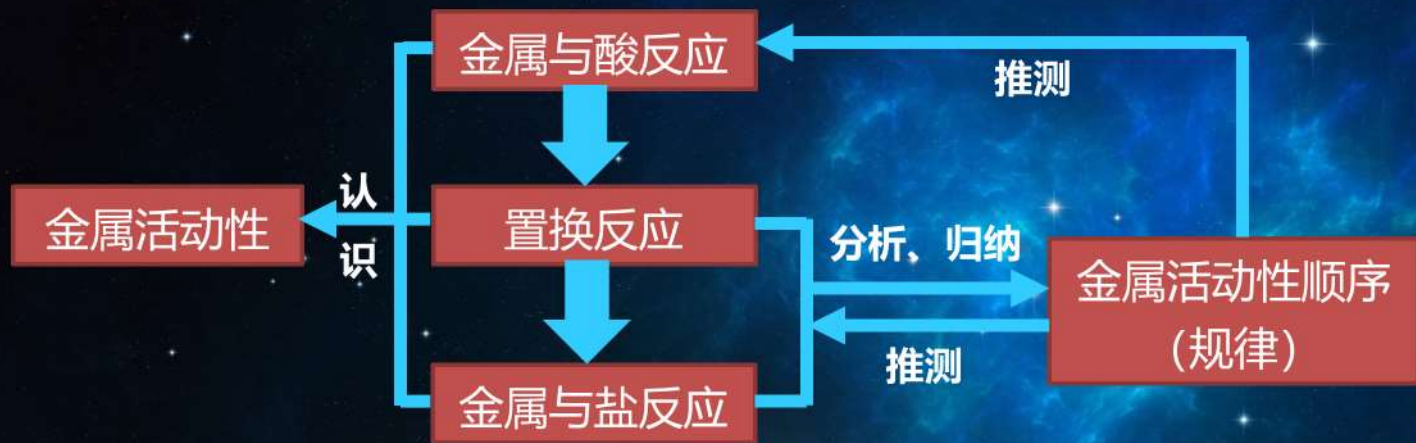 金属与酸反应
推测
认
识
金属活动性
置换反应
分析、归纳
金属活动性顺序
（规律）
推测
金属与盐反应